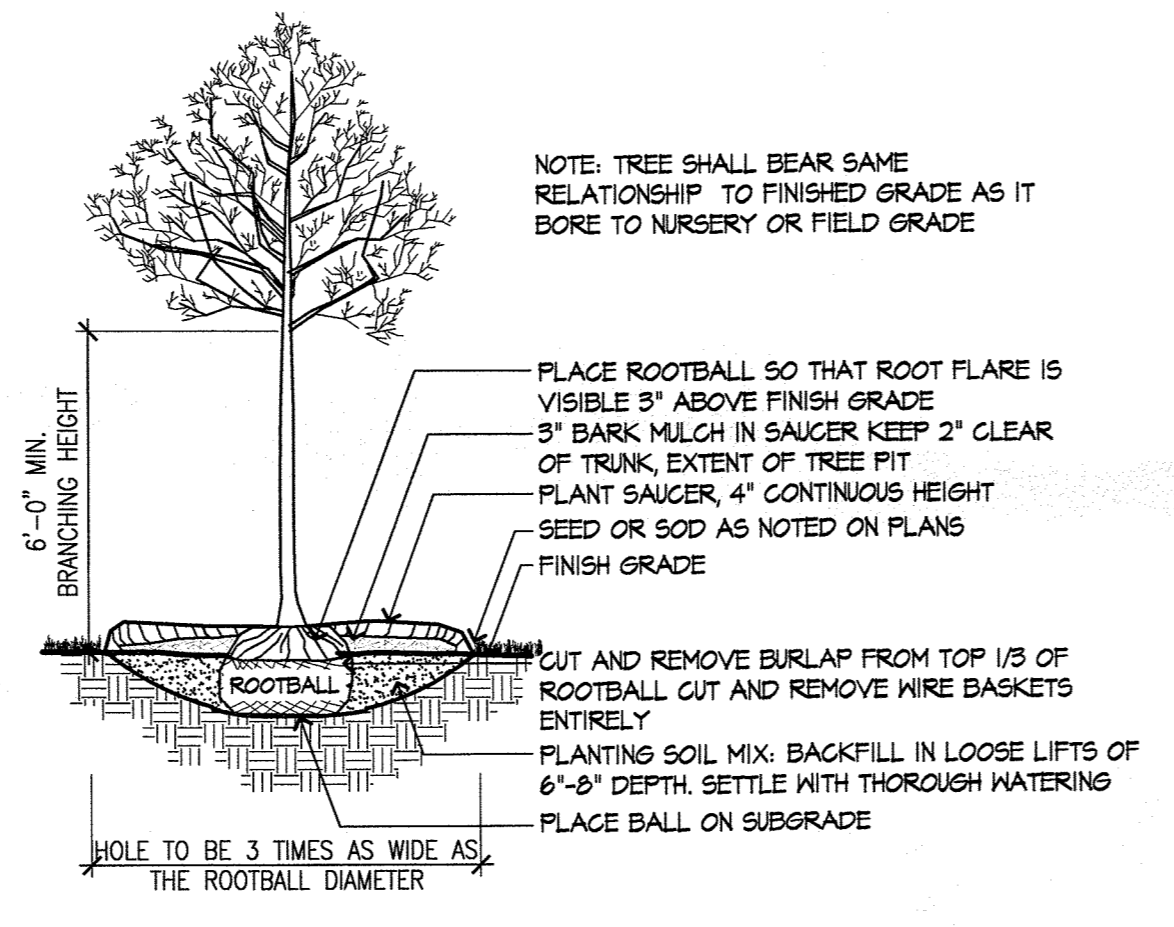 NOTE: TREE SHALL BEAR SAME
RELATIONSHIP TO FINISHED GRADE AS IT
BORE TO NURSERY OR FIELD GRADE
6'-0" MIN.
BRANCHING HEIGHT
PLACE ROOTBALL SO THAT ROOT FLARE IS
VISIBLE 3" ABOVE FINISH GRADE
3" BARK MULCH IN SAUCER KEEP 2" CLEAR
OF TRUNK, EXTENT OF TREE PIT
PLANT SAUCER, 4" CONTINUOUS HEIGHT
SEED OR SOD AS NOTED ON PLANS
FINISH GRADE
CUT AND REMOVE BURLAP FROM TOP 1/3 OF
ROOTBALL CUT AND REMOVE WIRE BASKETS
ENTIRELY
ROOTBALL
PLANTING SOIL MIX: BACKFILL IN LOOSE LIFTS OF
6"-8" DEPTH. SETTLE WITH THOROUGH WATERING
PLACE BALL ON SUBGRADE
HOLE TO BE 3 TIMES AS WIDE AS
THE ROOTBALL DIAMETER